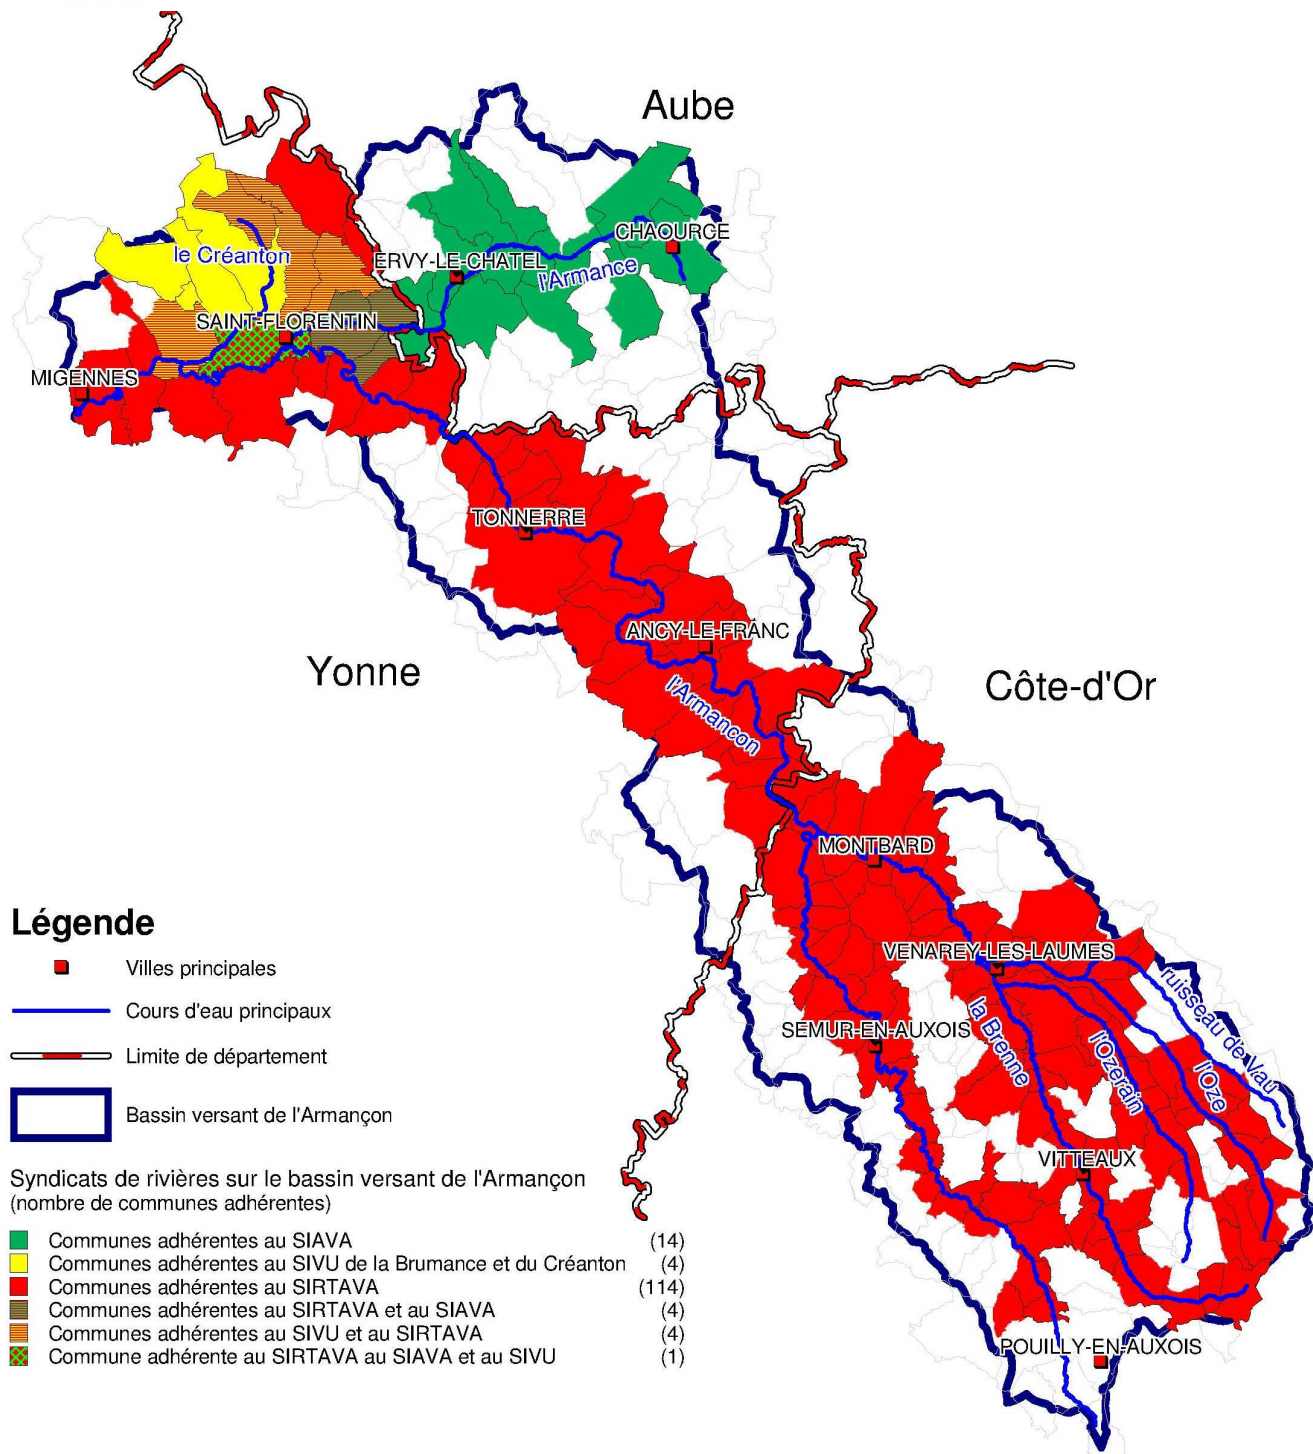 Aube
CHAOURCE
le Créanton
ERVY-LE-CHATEL
l'Armance
SAINT-FLORENTIN
MIGENNES
TONNERRE
ANCY-LE-FRANC
Yonne
Côte-d'Or
l'Armancon
MONTBARD
VENAREY-LES-LAUMES
ruisseau de Vau
SEMUR-EN-AUXOIS
la Brenne
l'Ozerain
l'Oze
VITTEAUX
POUILLY-EN-AUXOIS
Légende
Villes principales
Cours d'eau principaux
Limite de département
Bassin versant de l'Armançon
Syndicats de rivières sur le bassin versant de l'Armançon
(nombre de communes adhérentes)
Communes adhérentes au SIAVA (14)
Communes adhérentes au SIVU de la Brumance et du Créanton (4)
Communes adhérentes au SIRTAVA (114)
Communes adhérentes au SIRTAVA et au SIAVA (4)
Communes adhérentes au SIVU et au SIRTAVA (4)
Commune adhérente au SIRTAVA au SIAVA et au SIVU (1)